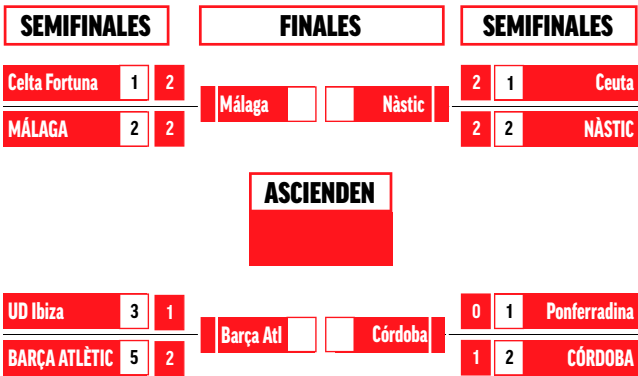 SEMIFINALES FINALES SEMIFINALES
Celta Fortuna 1 2
MÁLAGA 2 2
Málaga Nàstic
2 1 Ceuta
2 2 NÀSTIC
ASCIENDEN
UD Ibiza 3 1
BARÇA ATLÈTIC 5 2
Barça Atl Córdoba
0 1 Ponferradina
1 2 CÓRDOBA